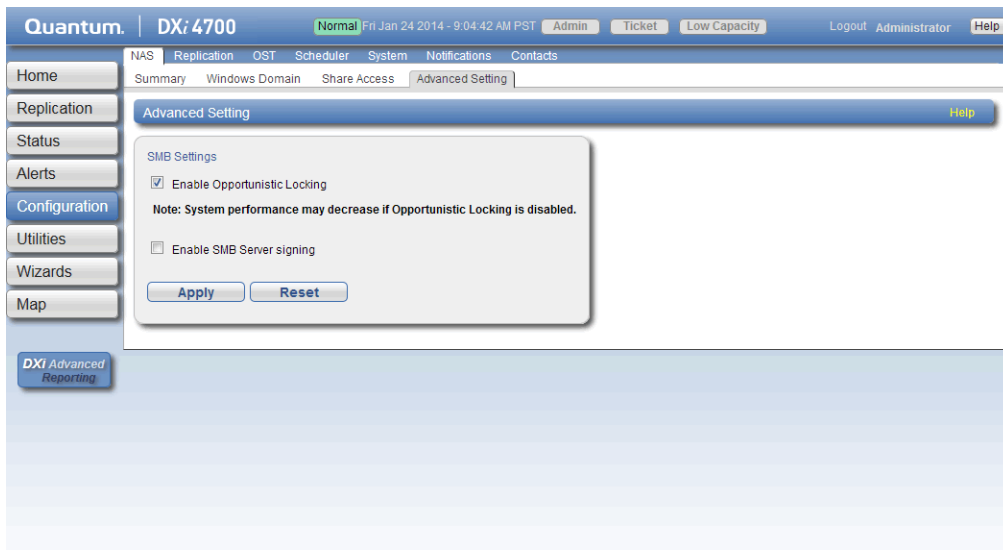 Quantum. DXi 4700 Normal Fri Jan 24 2014 - 9:04:42 AM PST Admin Ticket Low Capacity Logout Administrator Help
NAS Replication OST Scheduler System Notifications Contacts
Summary Windows Domain Share Access Advanced Setting
Home
Replication
Status
Alerts
Configuration
Utilities
Wizards
Map
DXi Advanced
Reporting
Advanced Setting Help
SMB Settings
Enable Opportunistic Locking
Note: System performance may decrease if Opportunistic Locking is disabled.
Enable SMB Server signing
Apply Reset